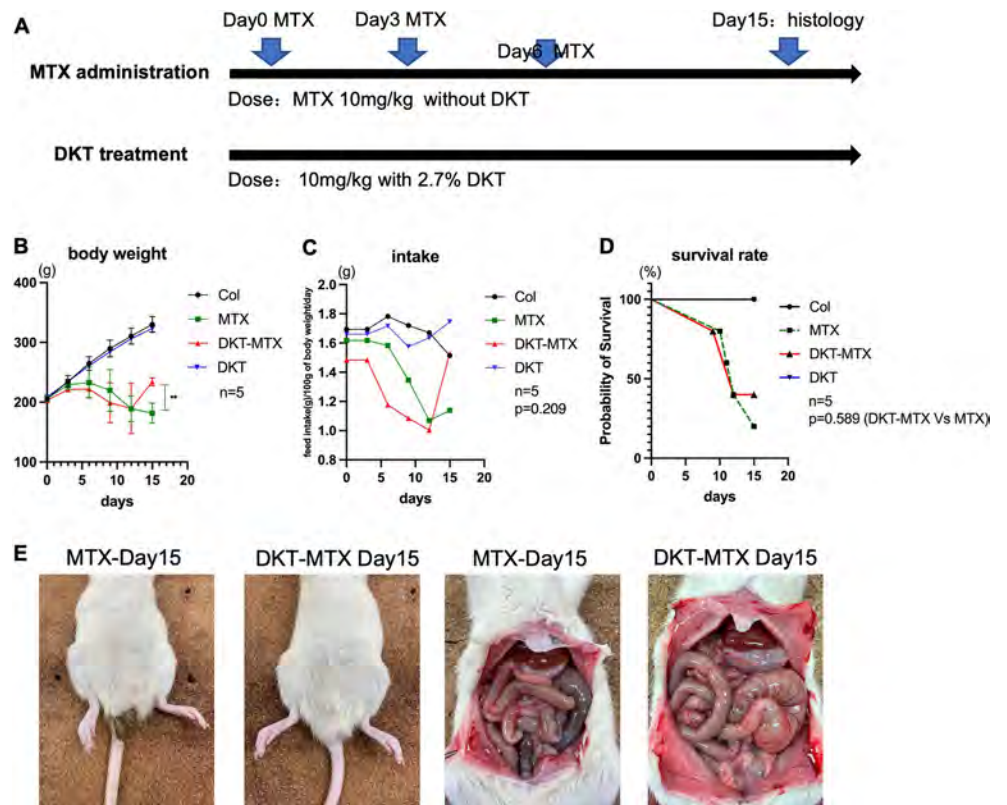 A
Day0 MTX
Day3 MTX
Day6 MTX
Day15：histology
MTX administration
Dose：MTX 10mg/kg without DKT
DKT treatment
Dose： 10mg/kg with 2.7% DKT
B
body weight
(g)
400
300
200
100
0 5 10 15 20
days
Col
MTX
DKT-MTX
DKT
n=5
**
C
intake
(g)
feed intake(g)/100g of body weight/day
2.0
1.8
1.6
1.4
1.2
1.0
0.8
0 5 10 15 20
days
Col
MTX
DKT-MTX
DKT
n=5
p=0.209
D
survival rate
(%)
Probability of Survival
100
50
0
0 5 10 15 20
days
Col
MTX
DKT-MTX
DKT
n=5
p=0.589 (DKT-MTX Vs MTX)
E
MTX-Day15
DKT-MTX Day15
MTX-Day15
DKT-MTX Day15